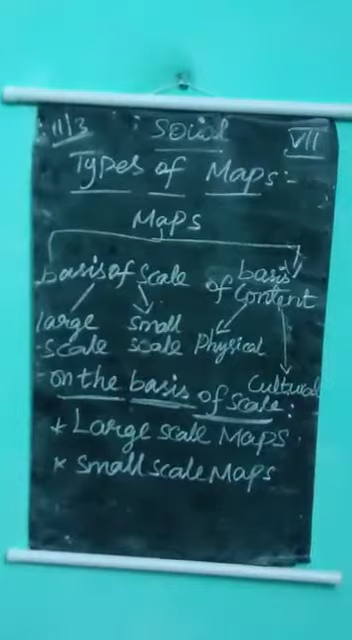 11/3 Social VII
Types of Maps:-
Maps
basis of scale basis of Content
large -scale small scale Physical Cultural
-on the basis of scale:
* Large scale Maps.
* Small scale Maps